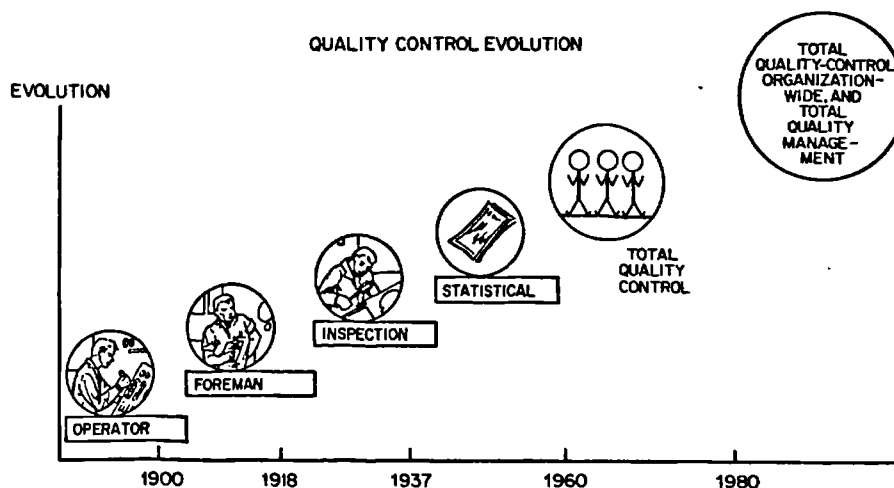 QUALITY CONTROL EVOLUTION
TOTAL
QUALITY-CONTROL
ORGANIZATION-
WIDE, AND
TOTAL
QUALITY
MANAGE-
MENT
EVOLUTION
TOTAL
QUALITY
CONTROL
STATISTICAL
INSPECTION
FOREMAN
OPERATOR
1900 1918 1937 1960 1980